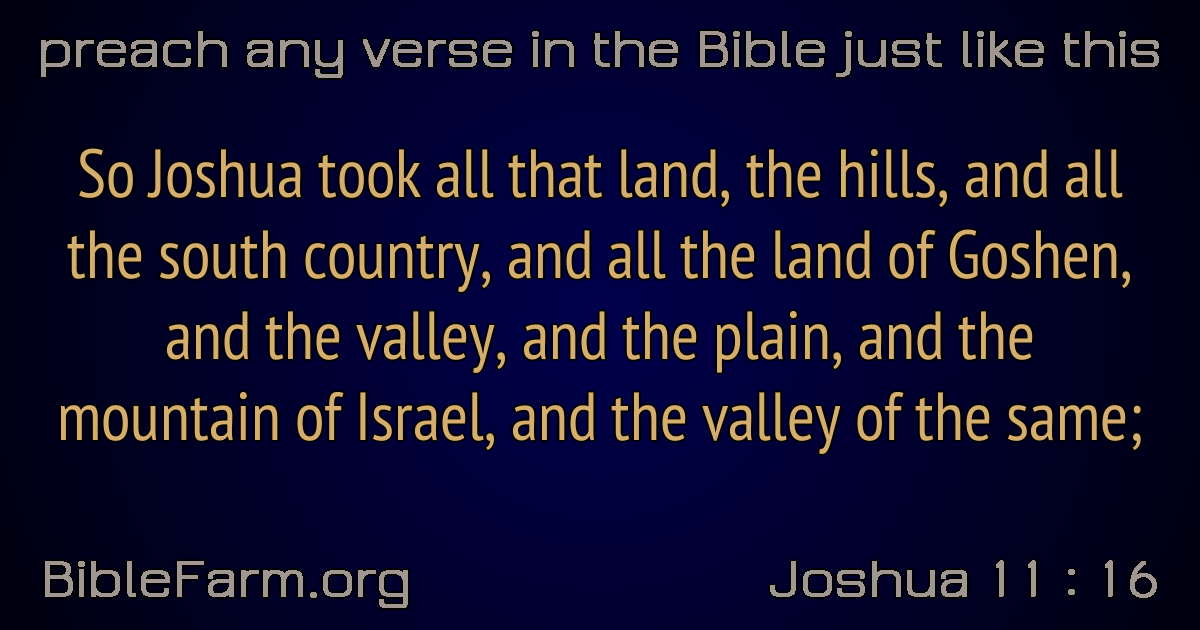 preach any verse in the Bible just like this
So Joshua took all that land, the hills, and all
the south country, and all the land of Goshen,
and the valley, and the plain, and the
mountain of Israel, and the valley of the same;
BibleFarm.org
Joshua 11 : 16